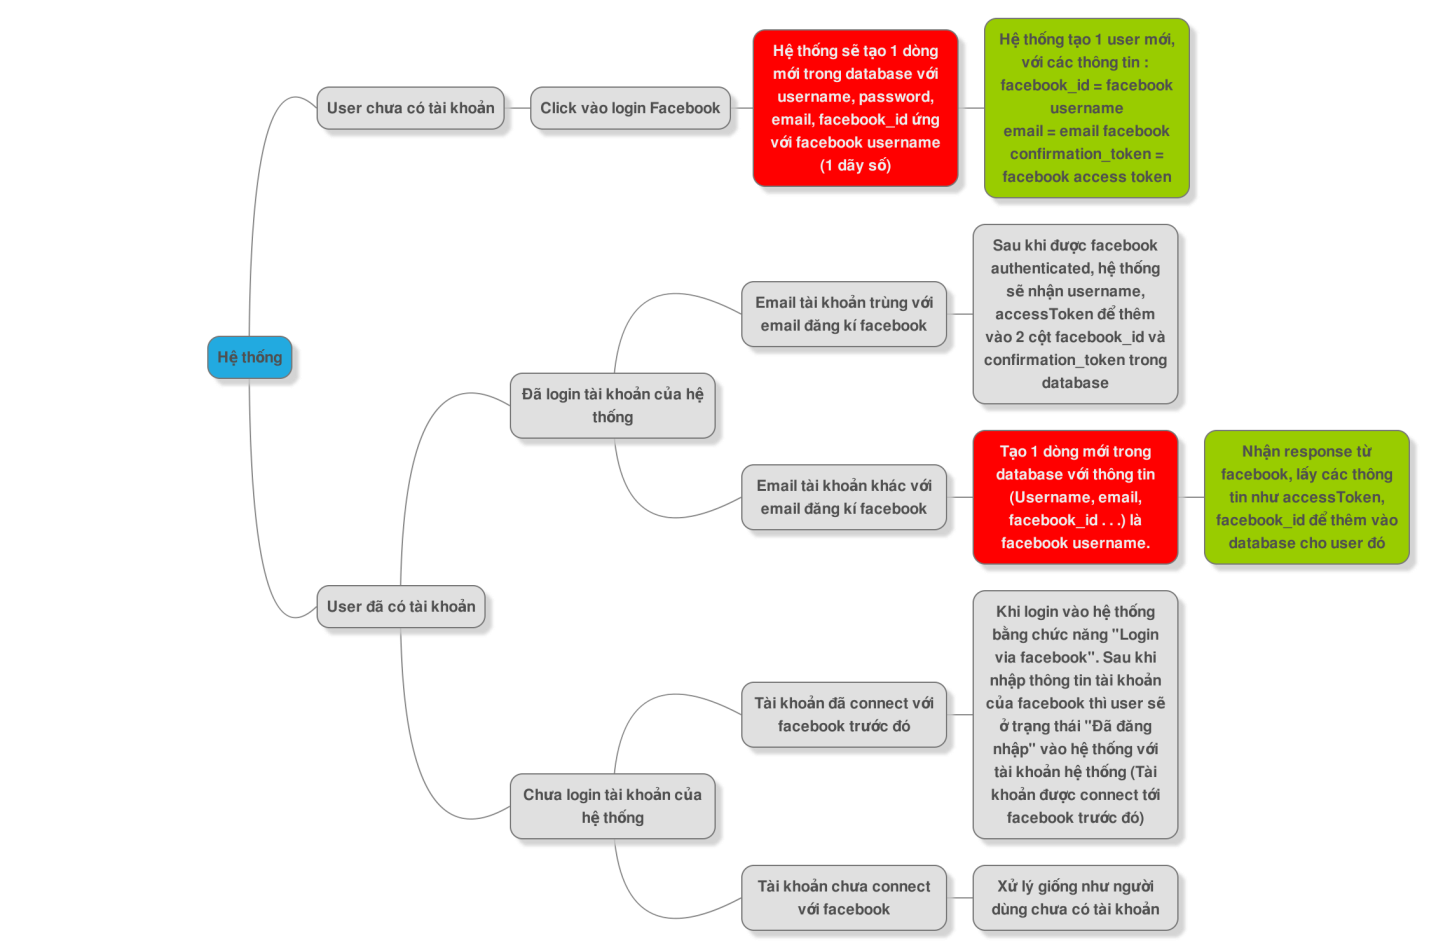 Hệ thống
User chưa có tài khoản
Click vào login Facebook
Hệ thống sẽ tạo 1 dòng
mới trong database với
username, password,
email, facebook_id ứng
với facebook username
(1 dãy số)
Hệ thống tạo 1 user mới,
với các thông tin :
facebook_id = facebook
username
email = email facebook
confirmation_token =
facebook access token
User đã có tài khoản
Đã login tài khoản của hệ
thống
Email tài khoản trùng với
email đăng kí facebook
Sau khi được facebook
authenticated, hệ thống
sẽ nhận username,
accessToken để thêm
vào 2 cột facebook_id và
confirmation_token trong
database
Email tài khoản khác với
email đăng kí facebook
Tạo 1 dòng mới trong
database với thông tin
(Username, email,
facebook_id . . .) là
facebook username.
Nhận response từ
facebook, lấy các thông
tin như accessToken,
facebook_id để thêm vào
database cho user đó
Chưa login tài khoản của
hệ thống
Tài khoản đã connect với
facebook trước đó
Khi login vào hệ thống
bằng chức năng "Login
via facebook". Sau khi
nhập thông tin tài khoản
của facebook thì user sẽ
ở trạng thái "Đã đăng
nhập" vào hệ thống với
tài khoản hệ thống (Tài
khoản được connect tới
facebook trước đó)
Tài khoản chưa connect
với facebook
Xử lý giống như người
dùng chưa có tài khoản